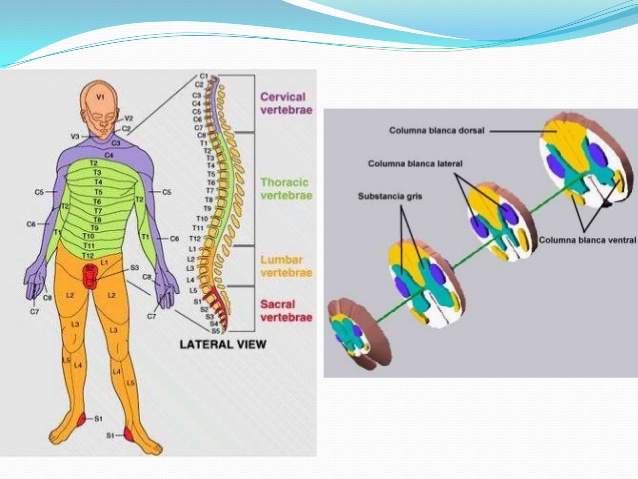 V1
V2
C2
V3
C3
C4
T2
T3
T4
C5
T5
C5
T6
T2
T2
T7
C6
T8
T9
T1
T10
T1
C6
T11
T12
L1
S2
S3
C8
C8
L2
L2
C7
C7
L3
L3
L5
L4
L4
L5
S1
S1
C1
C2
C3
C4
C5
C6
C7
C8
T1
T2
T3
T4
T5
T6
T7
T8
T9
T10
T11
T12
L1
L2
L3
L4
L5
S1
S2
S3
S4
S5
Cervical
vertebrae
Thoracic
vertebrae
Lumbar
vertebrae
Sacral
vertebrae
LATERAL VIEW
Columna blanca dorsal
Columna blanca lateral
Substancia gris
Columna blanca ventral